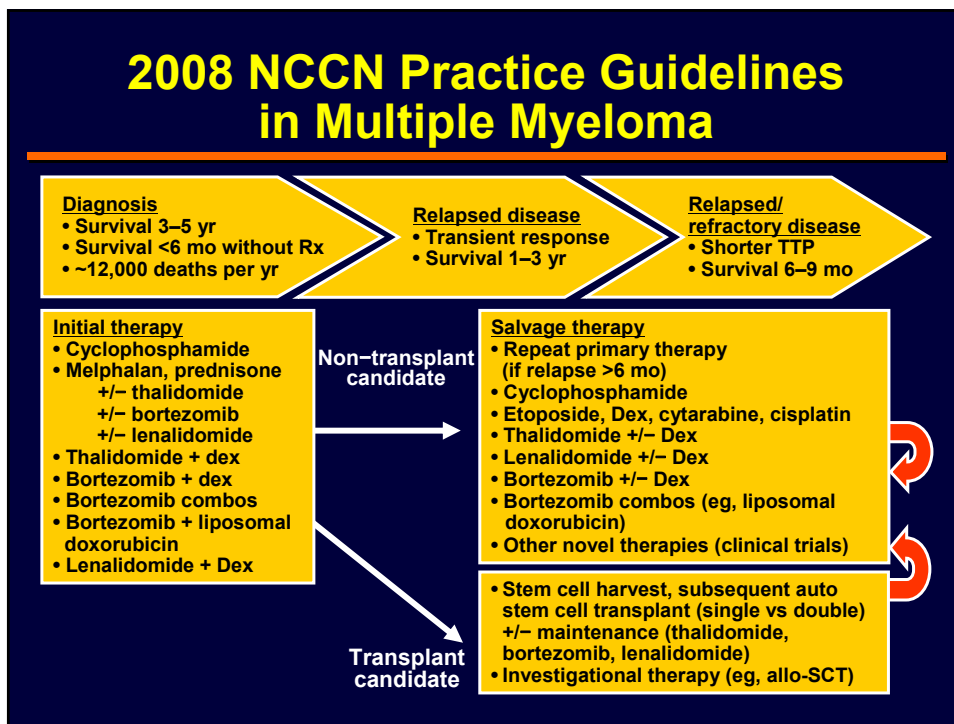 2008 NCCN Practice Guidelines
in Multiple Myeloma
Diagnosis
• Survival 3–5 yr
• Survival <6 mo without Rx
• ~12,000 deaths per yr
Relapsed disease
• Transient response
• Survival 1–3 yr
Relapsed/
refractory disease
• Shorter TTP
• Survival 6–9 mo
Initial therapy
• Cyclophosphamide
• Melphalan, prednisone
+/− thalidomide
+/− bortezomib
+/− lenalidomide
• Thalidomide + dex
• Bortezomib + dex
• Bortezomib combos
• Bortezomib + liposomal
doxorubicin
• Lenalidomide + Dex
Non−transplant
candidate
Transplant
candidate
Salvage therapy
• Repeat primary therapy
(if relapse >6 mo)
• Cyclophosphamide
• Etoposide, Dex, cytarabine, cisplatin
• Thalidomide +/− Dex
• Lenalidomide +/− Dex
• Bortezomib +/− Dex
• Bortezomib combos (eg, liposomal
doxorubicin)
• Other novel therapies (clinical trials)
• Stem cell harvest, subsequent auto
stem cell transplant (single vs double)
+/− maintenance (thalidomide,
bortezomib, lenalidomide)
• Investigational therapy (eg, allo-SCT)